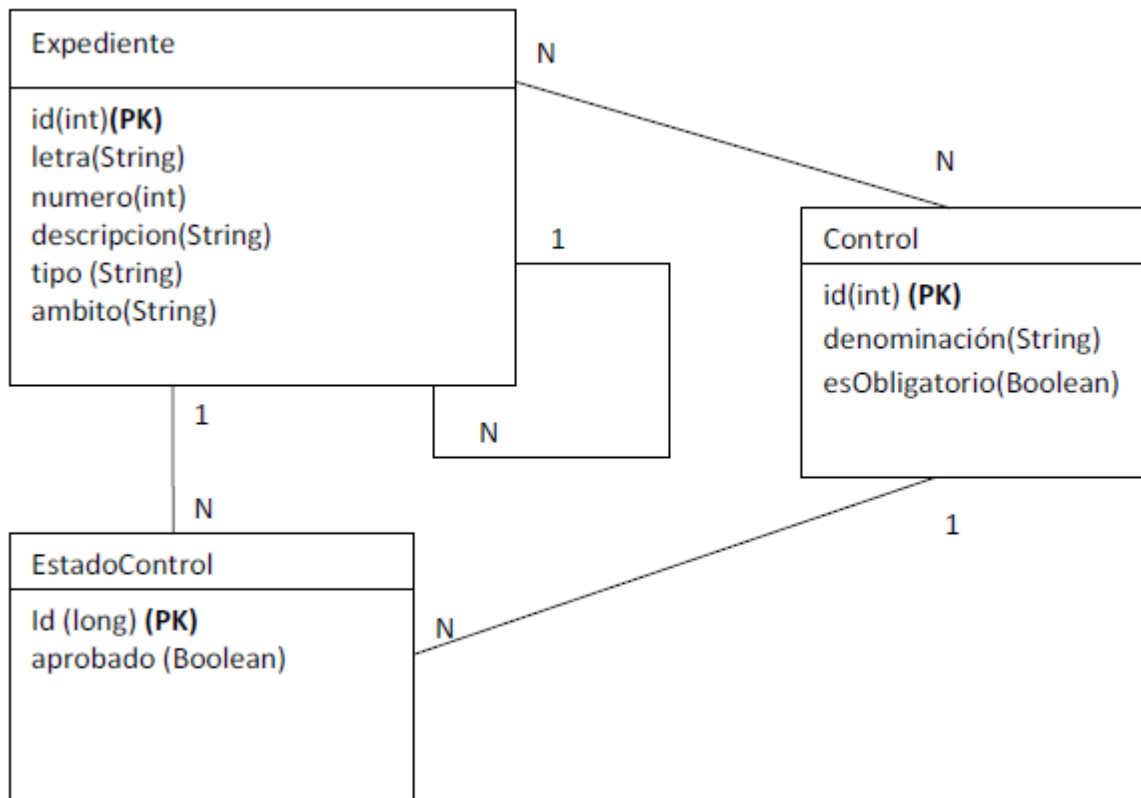 Expediente
id(int)(PK)
letra(String)
numero(int)
descripcion(String)
tipo (String)
ambito(String)
N
N
1
N
Control
id(int) (PK)
denominación(String)
esObligatorio(Boolean)
1
N
EstadoControl
Id (long) (PK)
aprobado (Boolean)
N
1